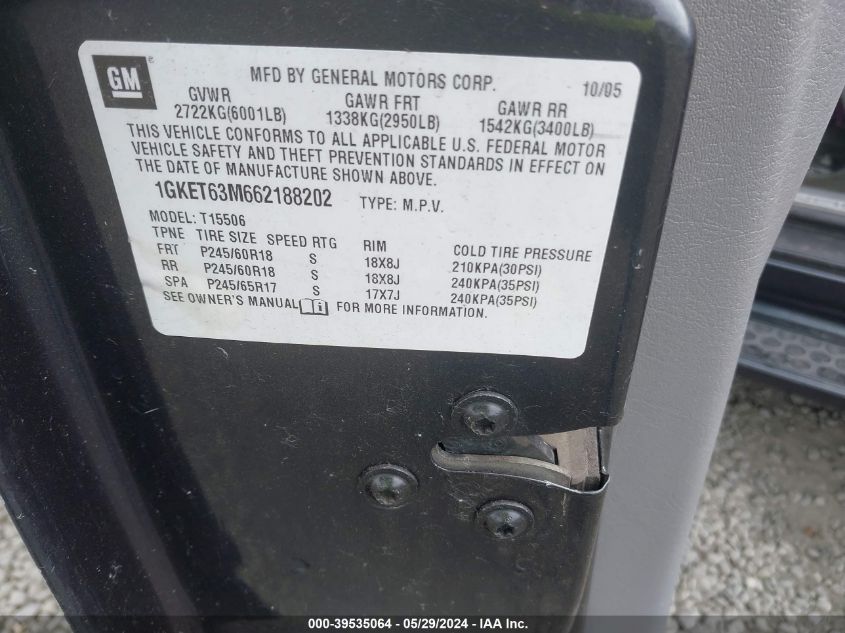 GM
MFD BY GENERAL MOTORS CORP. 10/05
GVWR GAWR FRT GAWR RR
2722KG(6001LB) 1338KG(2950LB) 1542KG(3400LB)
THIS VEHICLE CONFORMS TO ALL APPLICABLE U.S. FEDERAL MOTOR
VEHICLE SAFETY AND THEFT PREVENTION STANDARDS IN EFFECT ON
THE DATE OF MANUFACTURE SHOWN ABOVE.
1GKET63M662188202 TYPE: M.P.V.
MODEL: T15506
TPNE TIRE SIZE SPEED RTG RIM COLD TIRE PRESSURE
FRT P245/60R18 S 18X8J 210KPA(30PSI)
RR P245/60R18 S 18X8J 240KPA(35PSI)
SPA P245/65R17 S 17X7J 240KPA(35PSI)
SEE OWNER'S MANUAL FOR MORE INFORMATION.
000-39535064 - 05/29/2024 - IAA Inc.